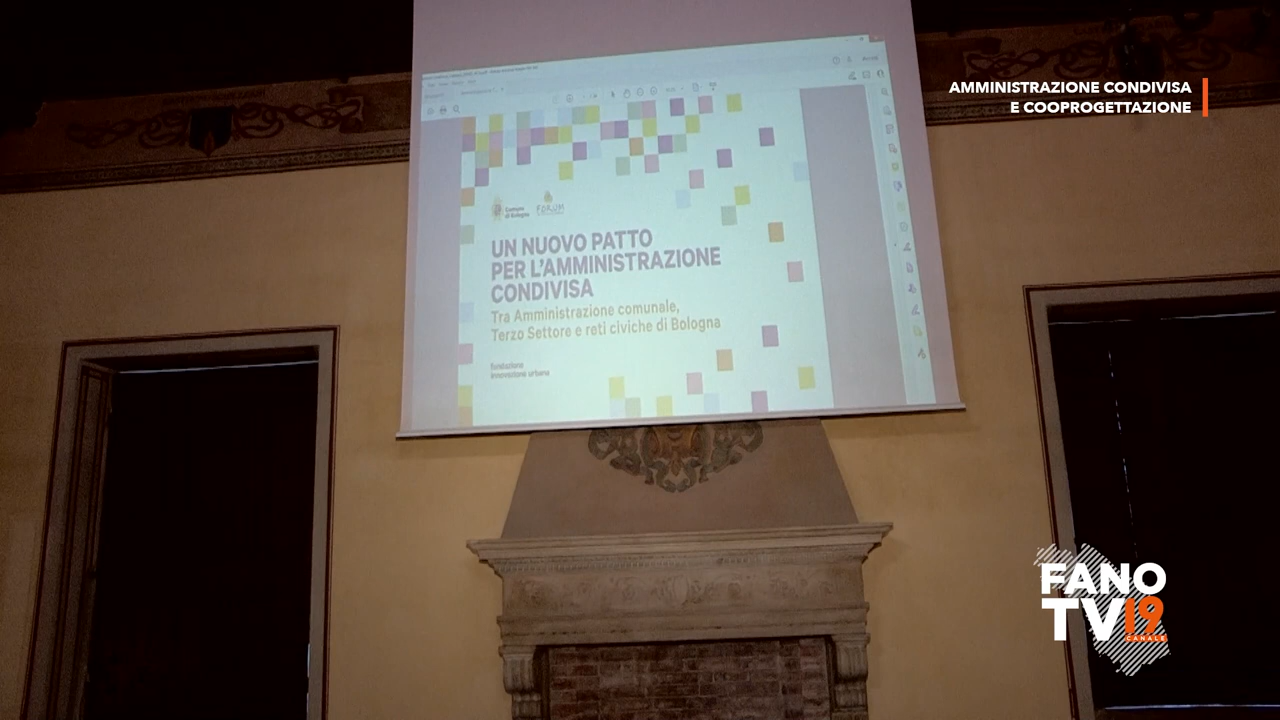 AMMINISTRAZIONE CONDIVISA
E COOPROGETTAZIONE
Comune
di Bologna
FORUM
UN NUOVO PATTO
PER L'AMMINISTRAZIONE
CONDIVISA
Tra Amministrazione comunale,
Terzo Settore e reti civiche di Bologna
fondazione
innovazione urbana
FANO
TV19
CANALE